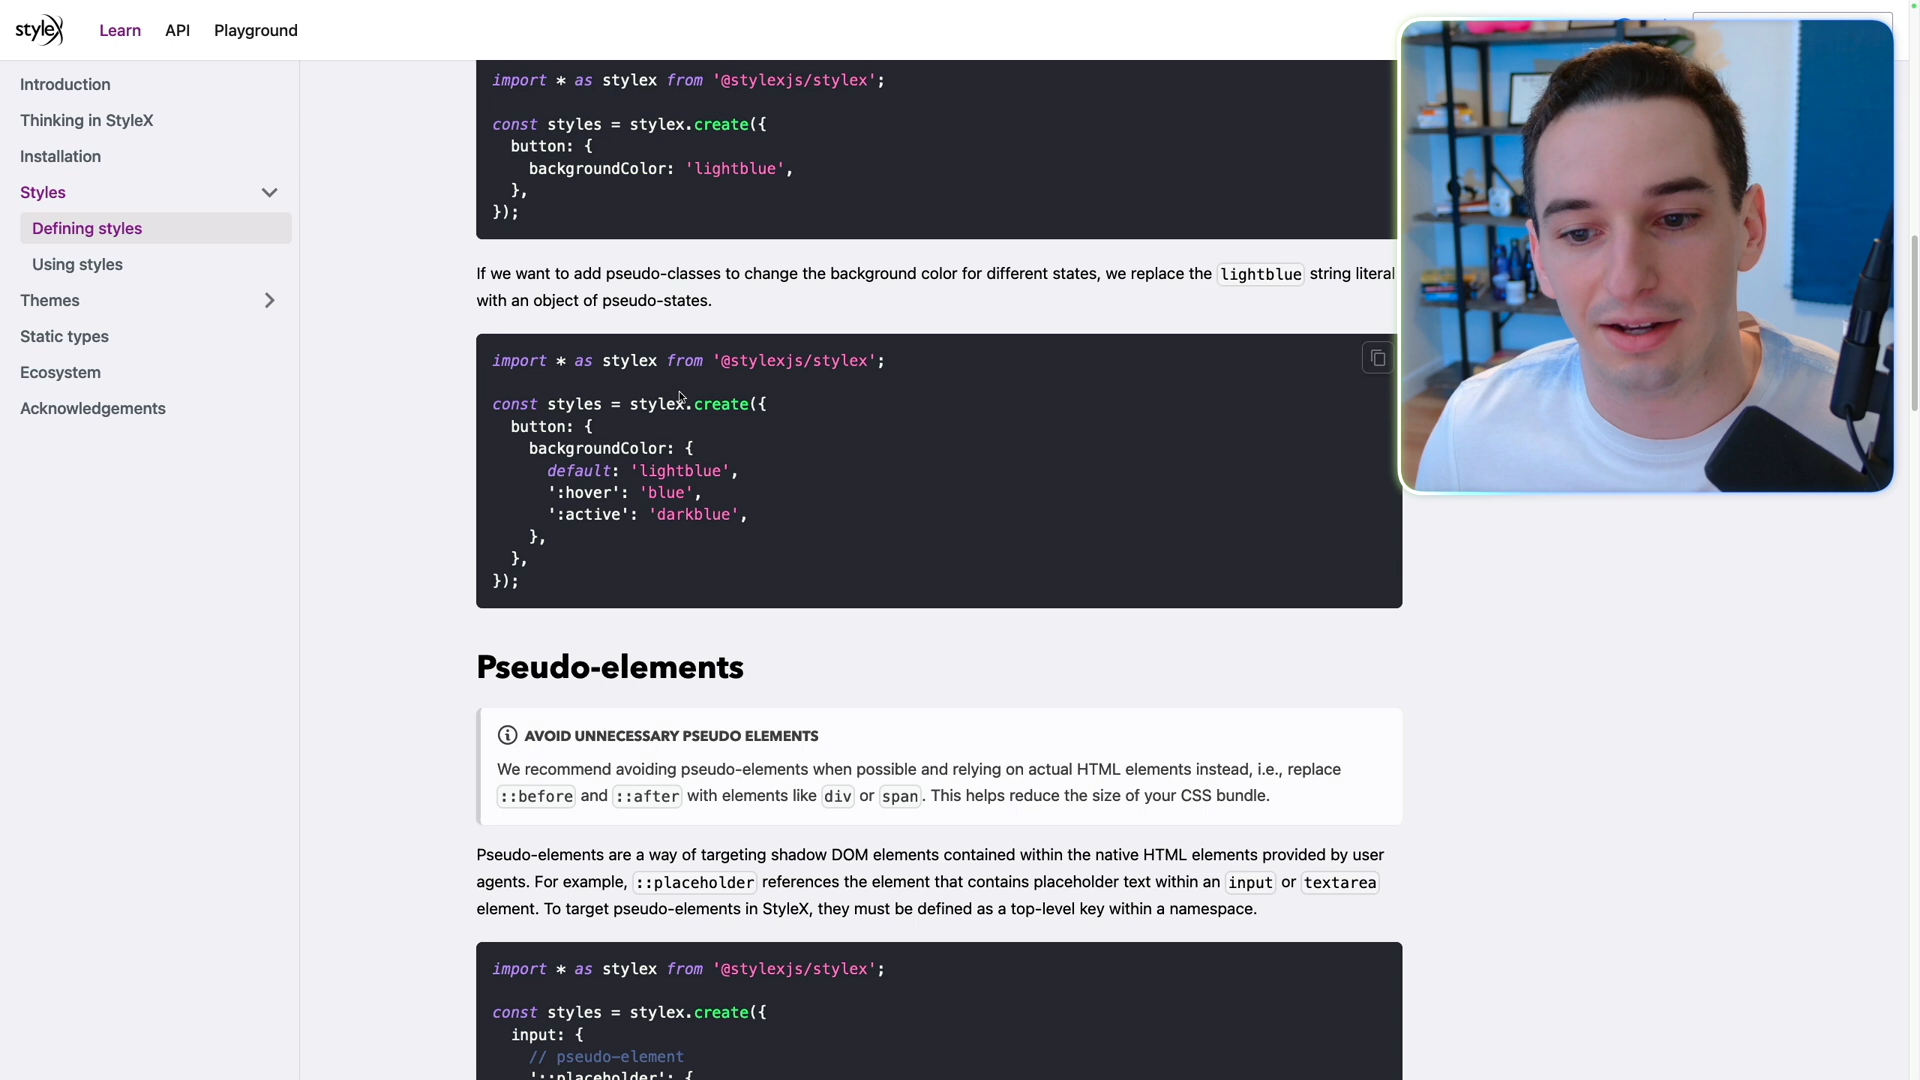 styleX
Learn
API
Playground
Introduction
Thinking in StyleX
Installation
Styles
Defining styles
Using styles
Themes
Static types
Ecosystem
Acknowledgements
import * as stylex from '@stylexjs/stylex';
const styles = stylex.create({
button: {
backgroundColor: 'lightblue',
},
});
If we want to add pseudo-classes to change the background color for different states, we replace the lightblue string literal
with an object of pseudo-states.
import * as stylex from '@stylexjs/stylex';
const styles = stylex.create({
button: {
backgroundColor: {
default: 'lightblue',
':hover': 'blue',
':active': 'darkblue',
},
},
});
Pseudo-elements
AVOID UNNECESSARY PSEUDO ELEMENTS
We recommend avoiding pseudo-elements when possible and relying on actual HTML elements instead, i.e., replace
::before and ::after with elements like div or span. This helps reduce the size of your CSS bundle.
Pseudo-elements are a way of targeting shadow DOM elements contained within the native HTML elements provided by user
agents. For example, ::placeholder references the element that contains placeholder text within an input or textarea
element. To target pseudo-elements in StyleX, they must be defined as a top-level key within a namespace.
import * as stylex from '@stylexjs/stylex';
const styles = stylex.create({
input: {
// pseudo-element
'::placeholder': {